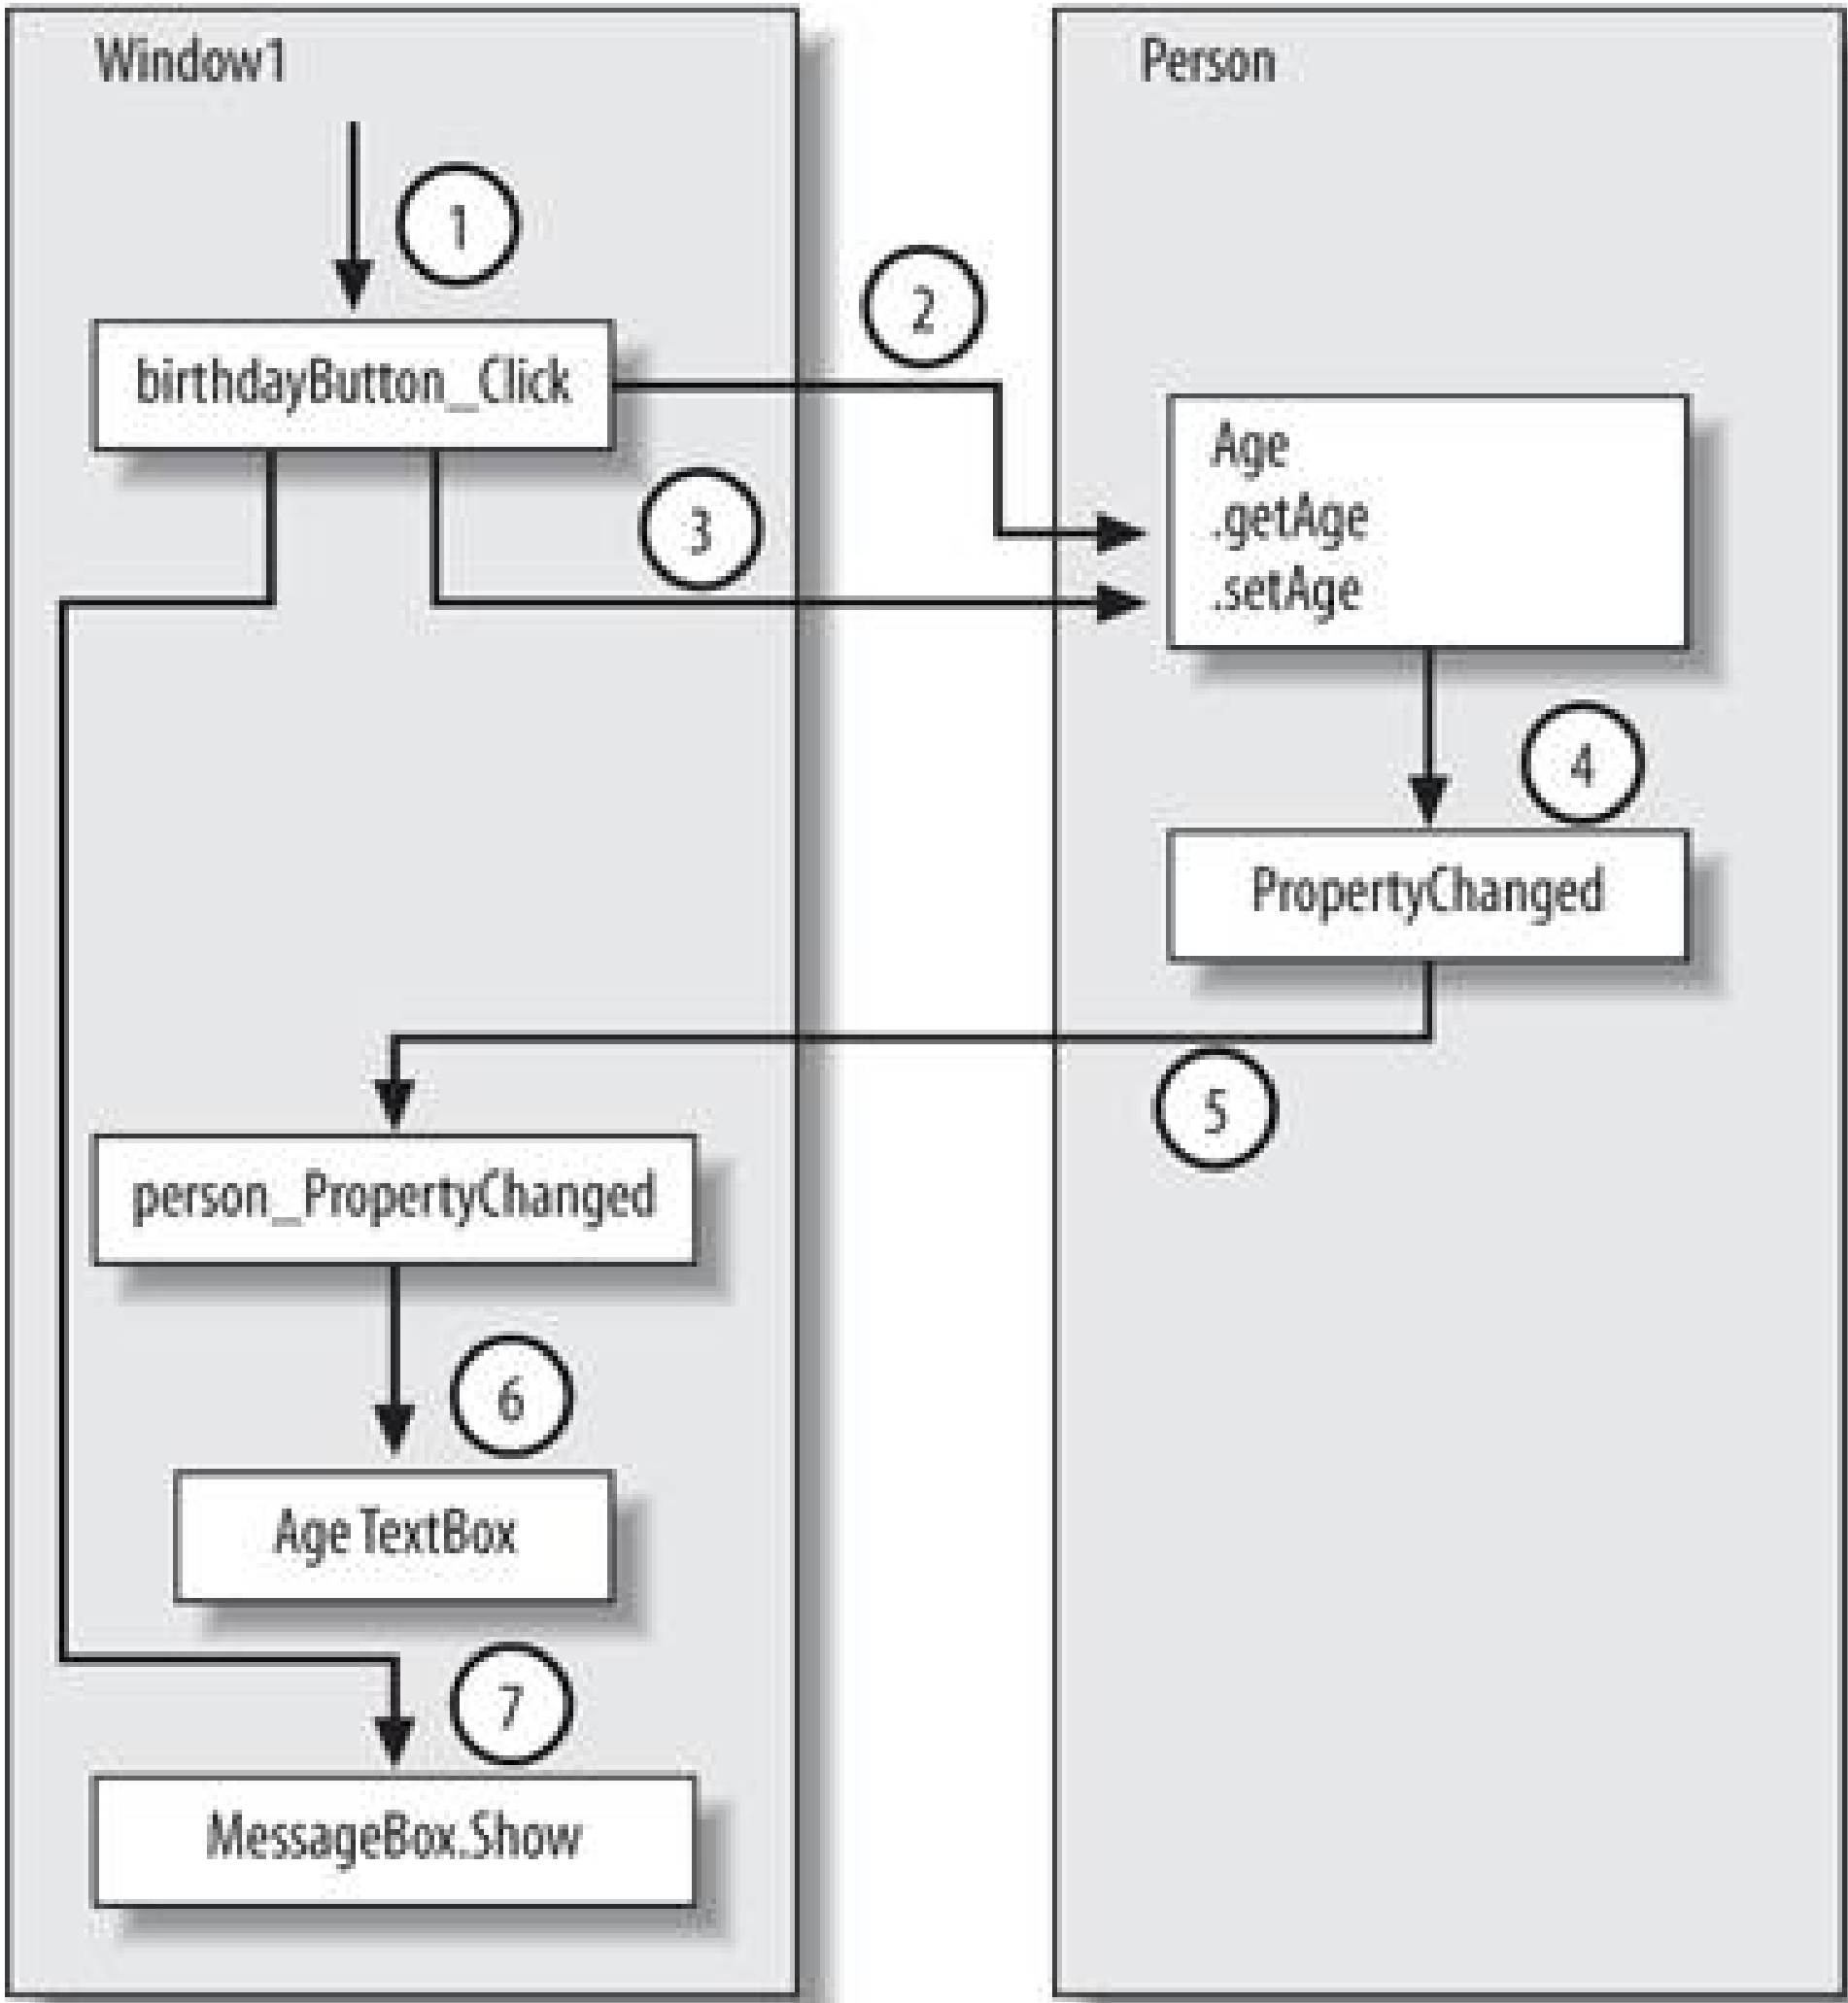 Window1
Person
1
2
birthdayButton_Click
Age
.getAge
.setAge
3
4
PropertyChanged
5
person_PropertyChanged
6
Age TextBox
7
MessageBox.Show